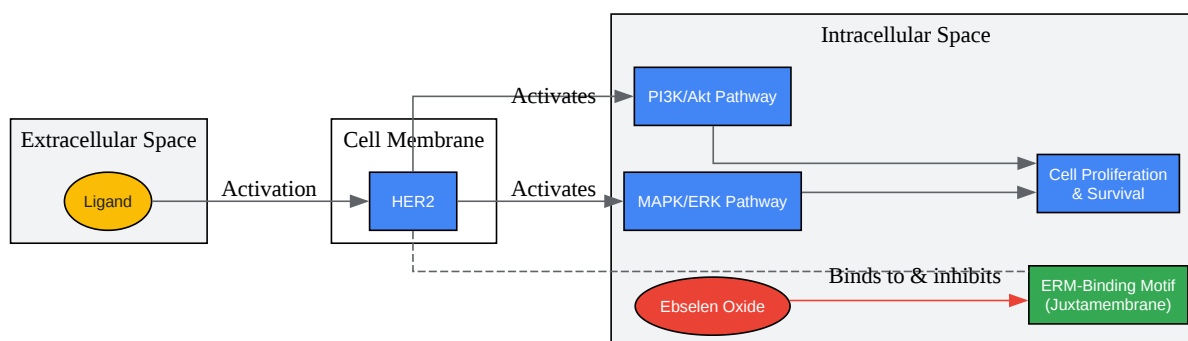 Intracellular Space
Activates
PI3K/Akt Pathway
Extracellular Space
Cell Membrane
Ligand
Activation
HER2
Activates
MAPK/ERK Pathway
Cell Proliferation
& Survival
Binds to & inhibits
Ebselen Oxide
ERM-Binding Motif
(Juxtamembrane)